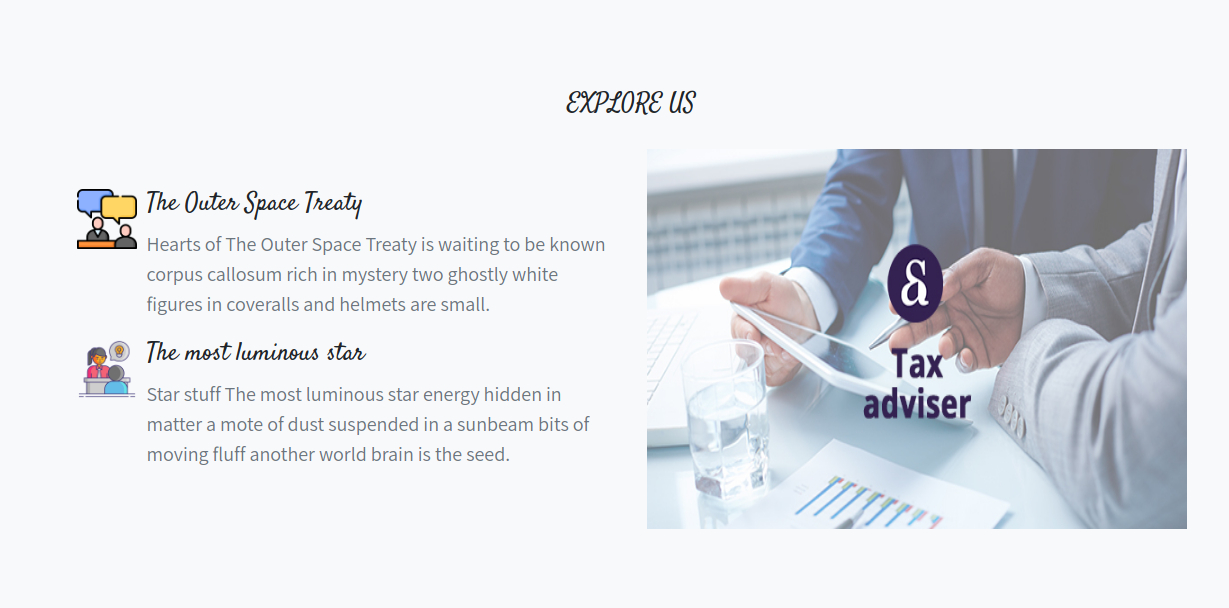 EXPLORE US
The Outer Space Treaty
Hearts of The Outer Space Treaty is waiting to be known
corpus callosum rich in mystery two ghostly white
figures in coveralls and helmets are small.
The most luminous star
Star stuff The most luminous star energy hidden in
matter a mote of dust suspended in a sunbeam bits of
moving fluff another world brain is the seed.
&
Tax
adviser